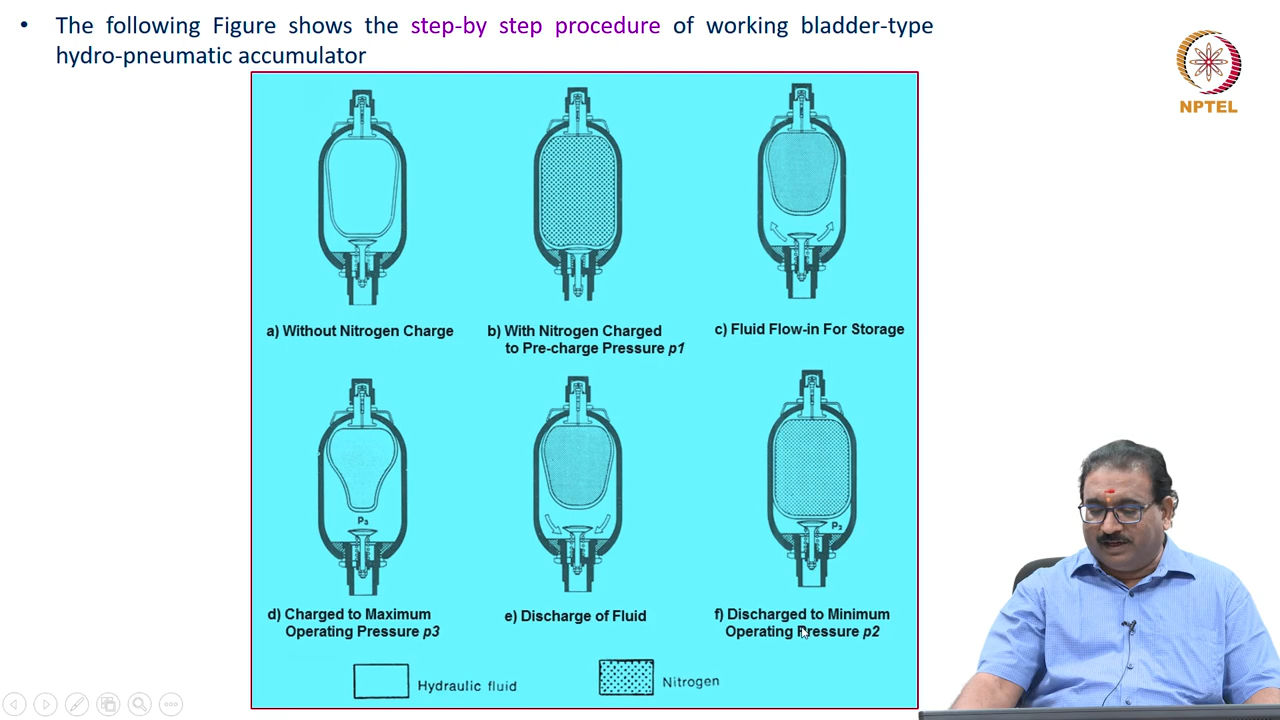 • The following Figure shows the step-by step procedure of working bladder-type
hydro-pneumatic accumulator
NPTEL
a) Without Nitrogen Charge
b) With Nitrogen Charged
to Pre-charge Pressure p1
c) Fluid Flow-in For Storage
P3
P2
d) Charged to Maximum
Operating Pressure p3
e) Discharge of Fluid
f) Discharged to Minimum
Operating Pressure p2
Hydraulic fluid
Nitrogen